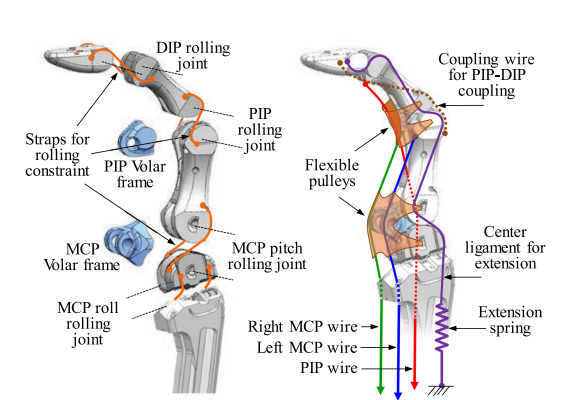 DIP rolling
joint
PIP
rolling
joint
Straps for
rolling
constraint
PIP Volar
frame
MCP
Volar frame
MCP pitch
rolling joint
MCP roll
rolling
joint
Coupling wire
for PIP-DIP
coupling
Flexible
pulleys
Center
ligament for
extension
Extension
spring
Right MCP wire
Left MCP wire
PIP wire